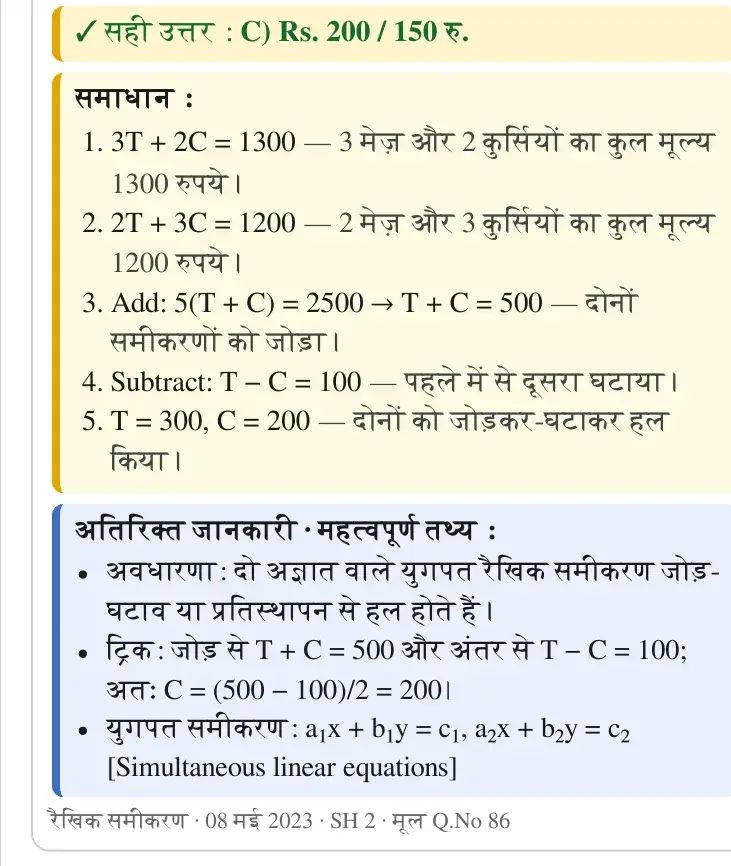 ✓ सही उत्तर : C) Rs. 200 / 150 रु.
समाधान :
1. 3T + 2C = 1300 — 3 मेज़ और 2 कुर्सियों का कुल मूल्य
1300 रुपये।
2. 2T + 3C = 1200 — 2 मेज़ और 3 कुर्सियों का कुल मूल्य
1200 रुपये।
3. Add: 5(T + C) = 2500 → T + C = 500 — दोनों
समीकरणों को जोड़ा।
4. Subtract: T − C = 100 — पहले में से दूसरा घटाया।
5. T = 300, C = 200 — दोनों को जोड़कर-घटाकर हल
किया।
अतिरिक्त जानकारी · महत्वपूर्ण तथ्य :
• अवधारणा : दो अज्ञात वाले युगपत रैखिक समीकरण जोड़-
घटाव या प्रतिस्थापन से हल होते हैं।
• ट्रिक : जोड़ से T + C = 500 और अंतर से T − C = 100;
अतः C = (500 − 100)/2 = 200।
• युगपत समीकरण : a₁x + b₁y = c₁, a₂x + b₂y = c₂
[Simultaneous linear equations]
रैखिक समीकरण · 08 मई 2023 · SH 2 · मूल Q.No 86